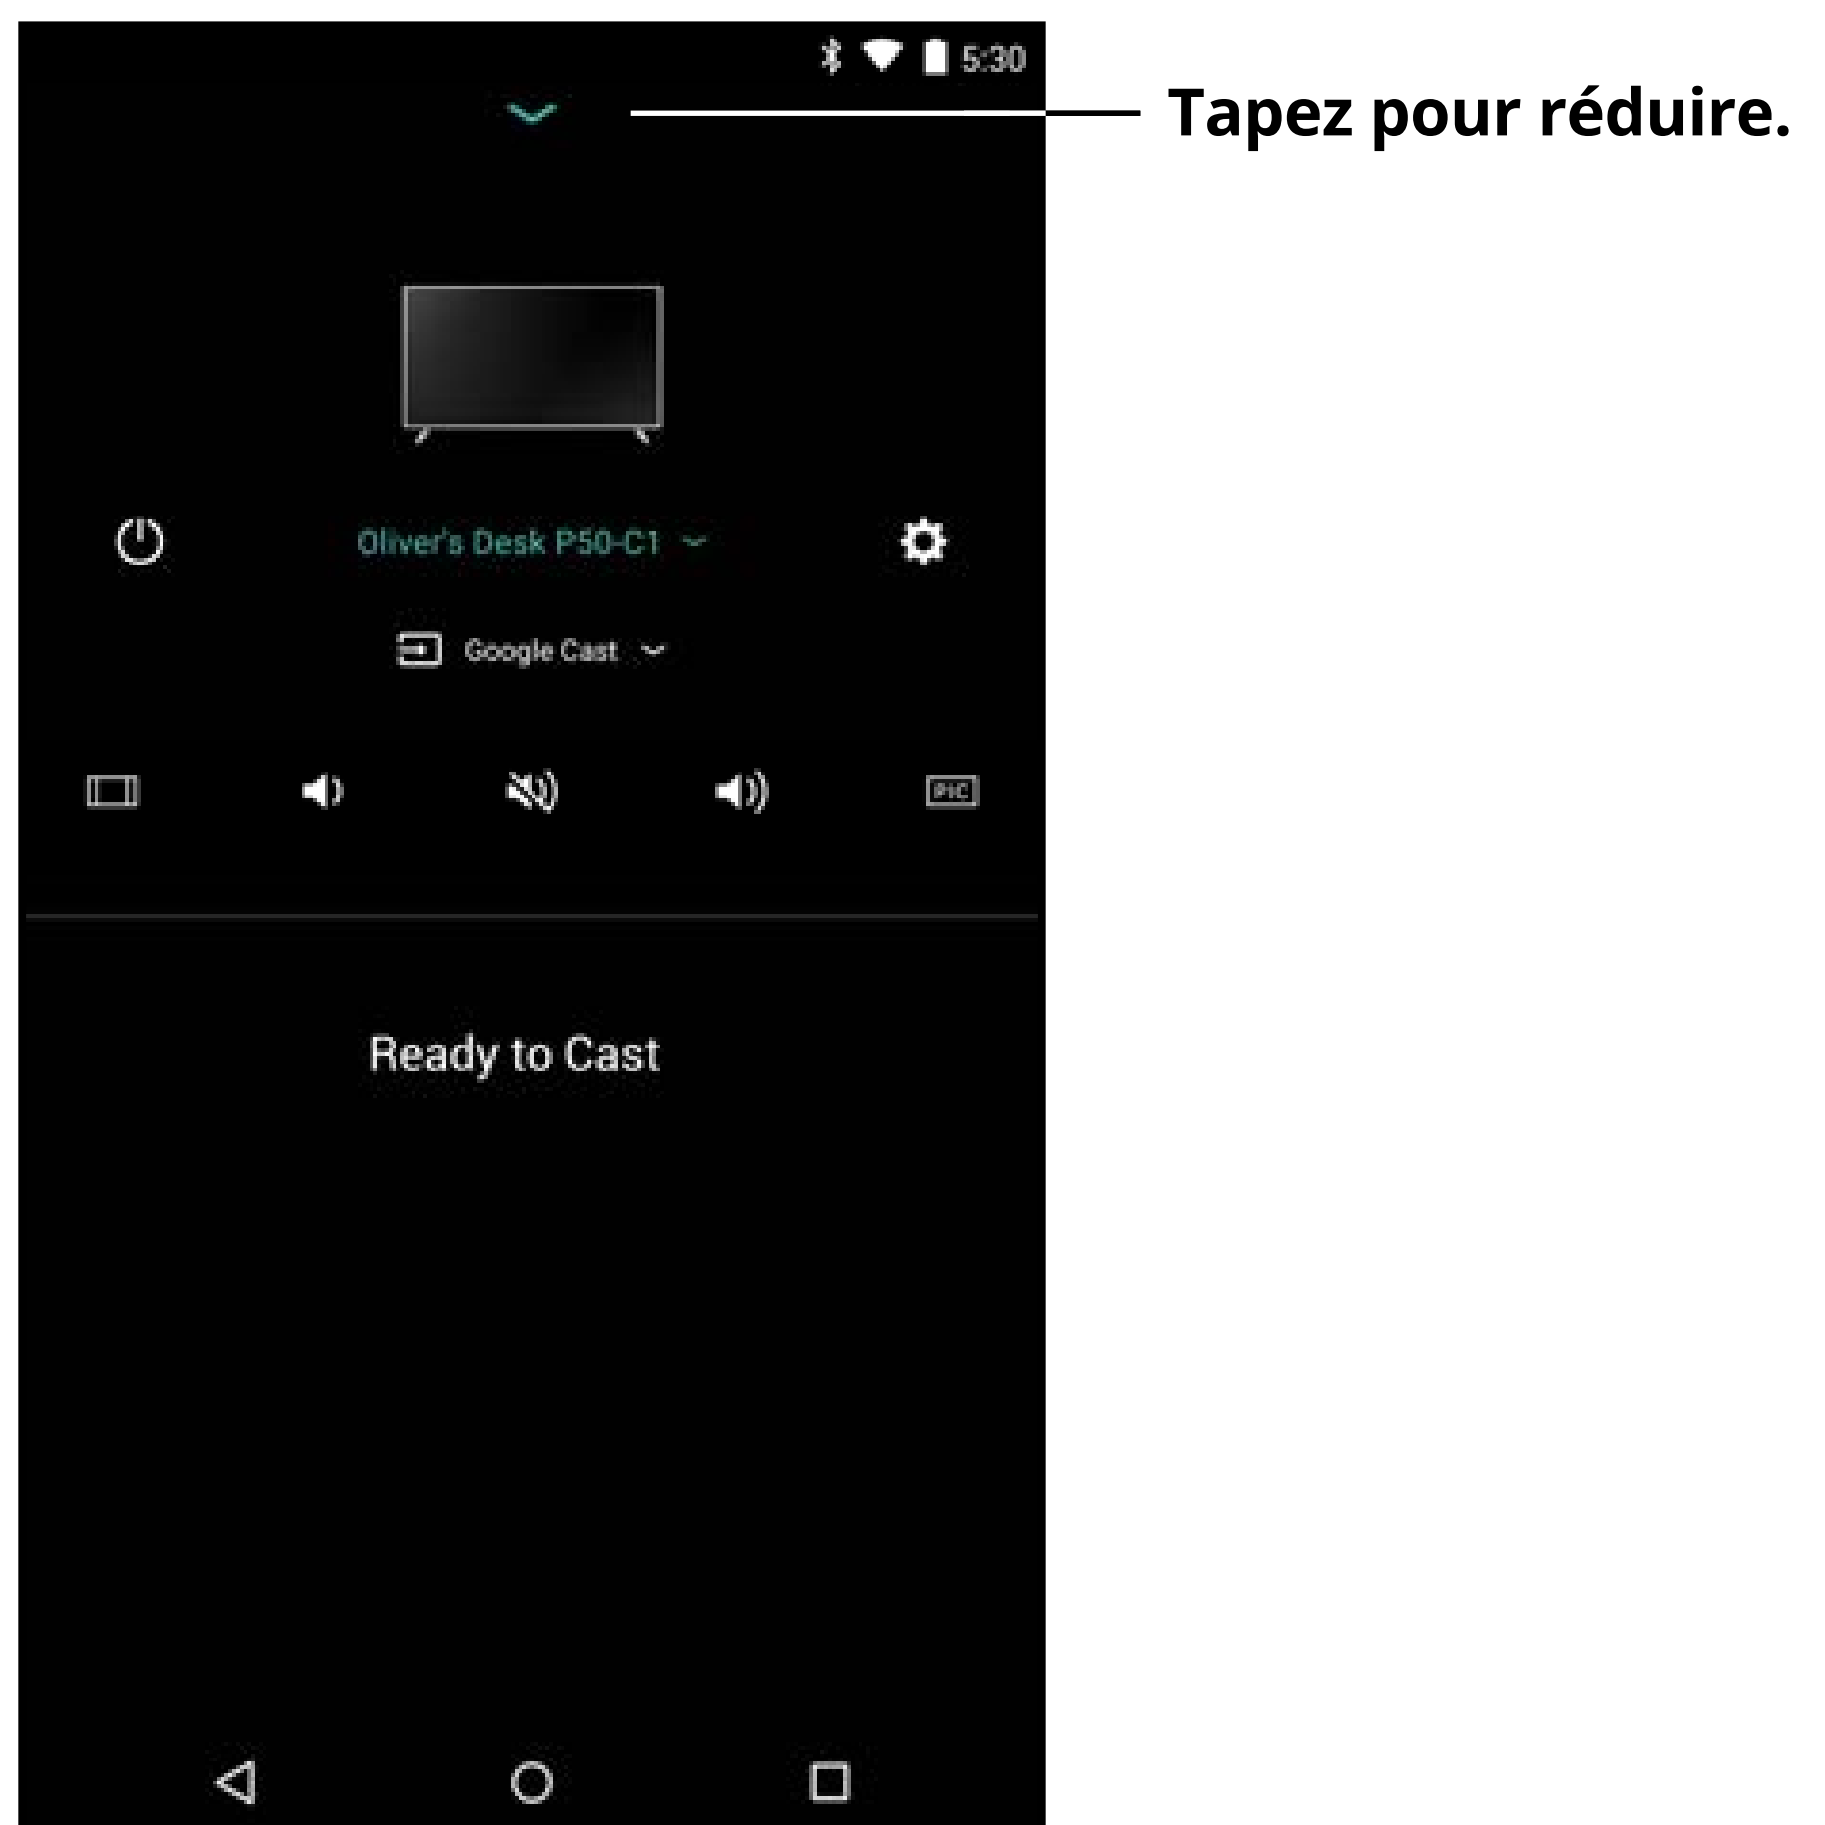 5:30
Tapez pour réduire.
Oliver's Desk P50-C1
Google Cast
PIC
Ready to Cast